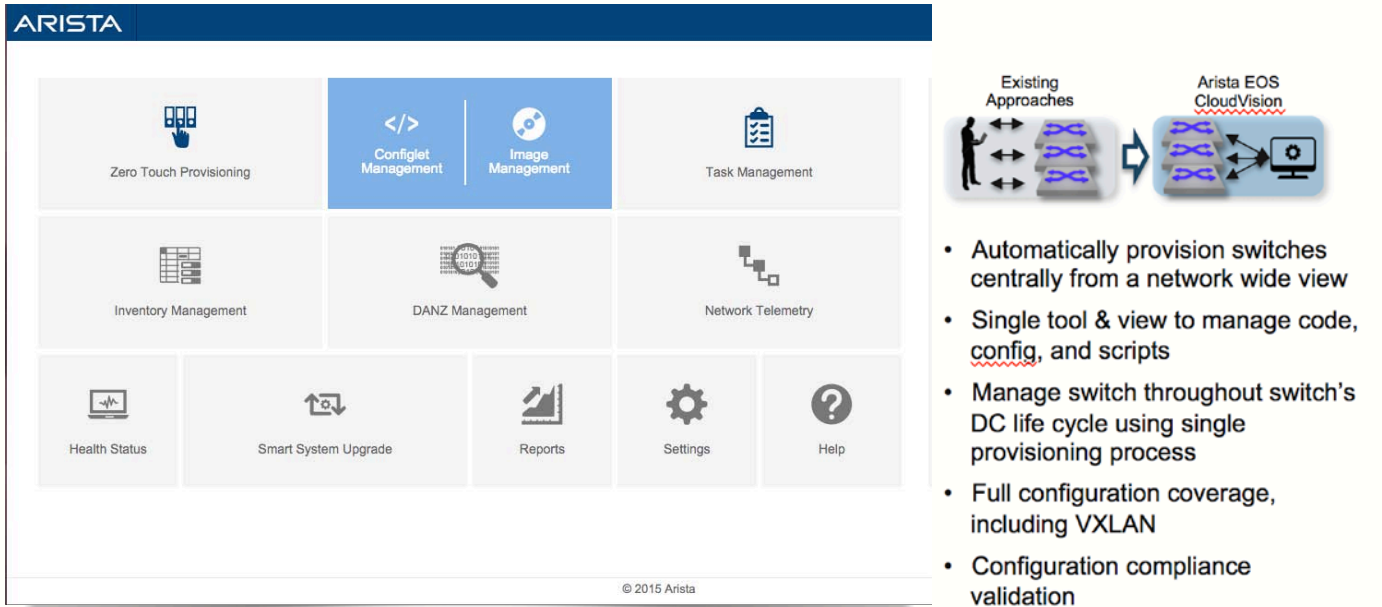 ARISTA
Zero Touch Provisioning
</>
Configlet
Management
Image
Management
Task Management
Inventory Management
DANZ Management
Network Telemetry
Health Status
Smart System Upgrade
Reports
Settings
?
Help
© 2015 Arista
Existing
Approaches
Arista EOS
CloudVision
• Automatically provision switches
centrally from a network wide view
• Single tool & view to manage code,
config, and scripts
• Manage switch throughout switch's
DC life cycle using single
provisioning process
• Full configuration coverage,
including VXLAN
• Configuration compliance
validation